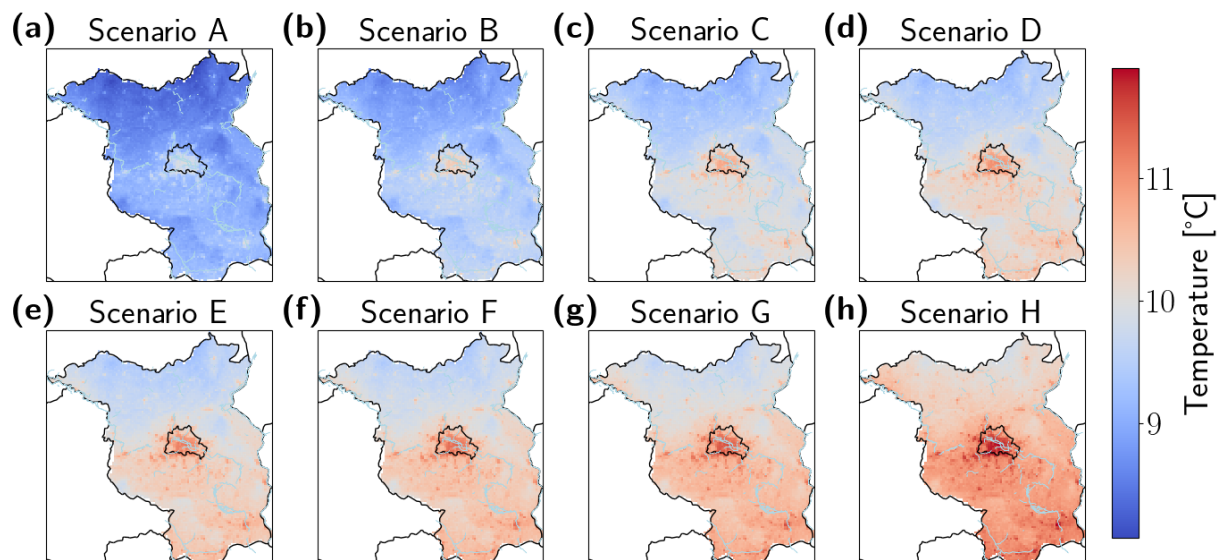 (a) Scenario A
(b) Scenario B
(c) Scenario C
(d) Scenario D
(e) Scenario E
(f) Scenario F
(g) Scenario G
(h) Scenario H
11
10
9
Temperature [°C]